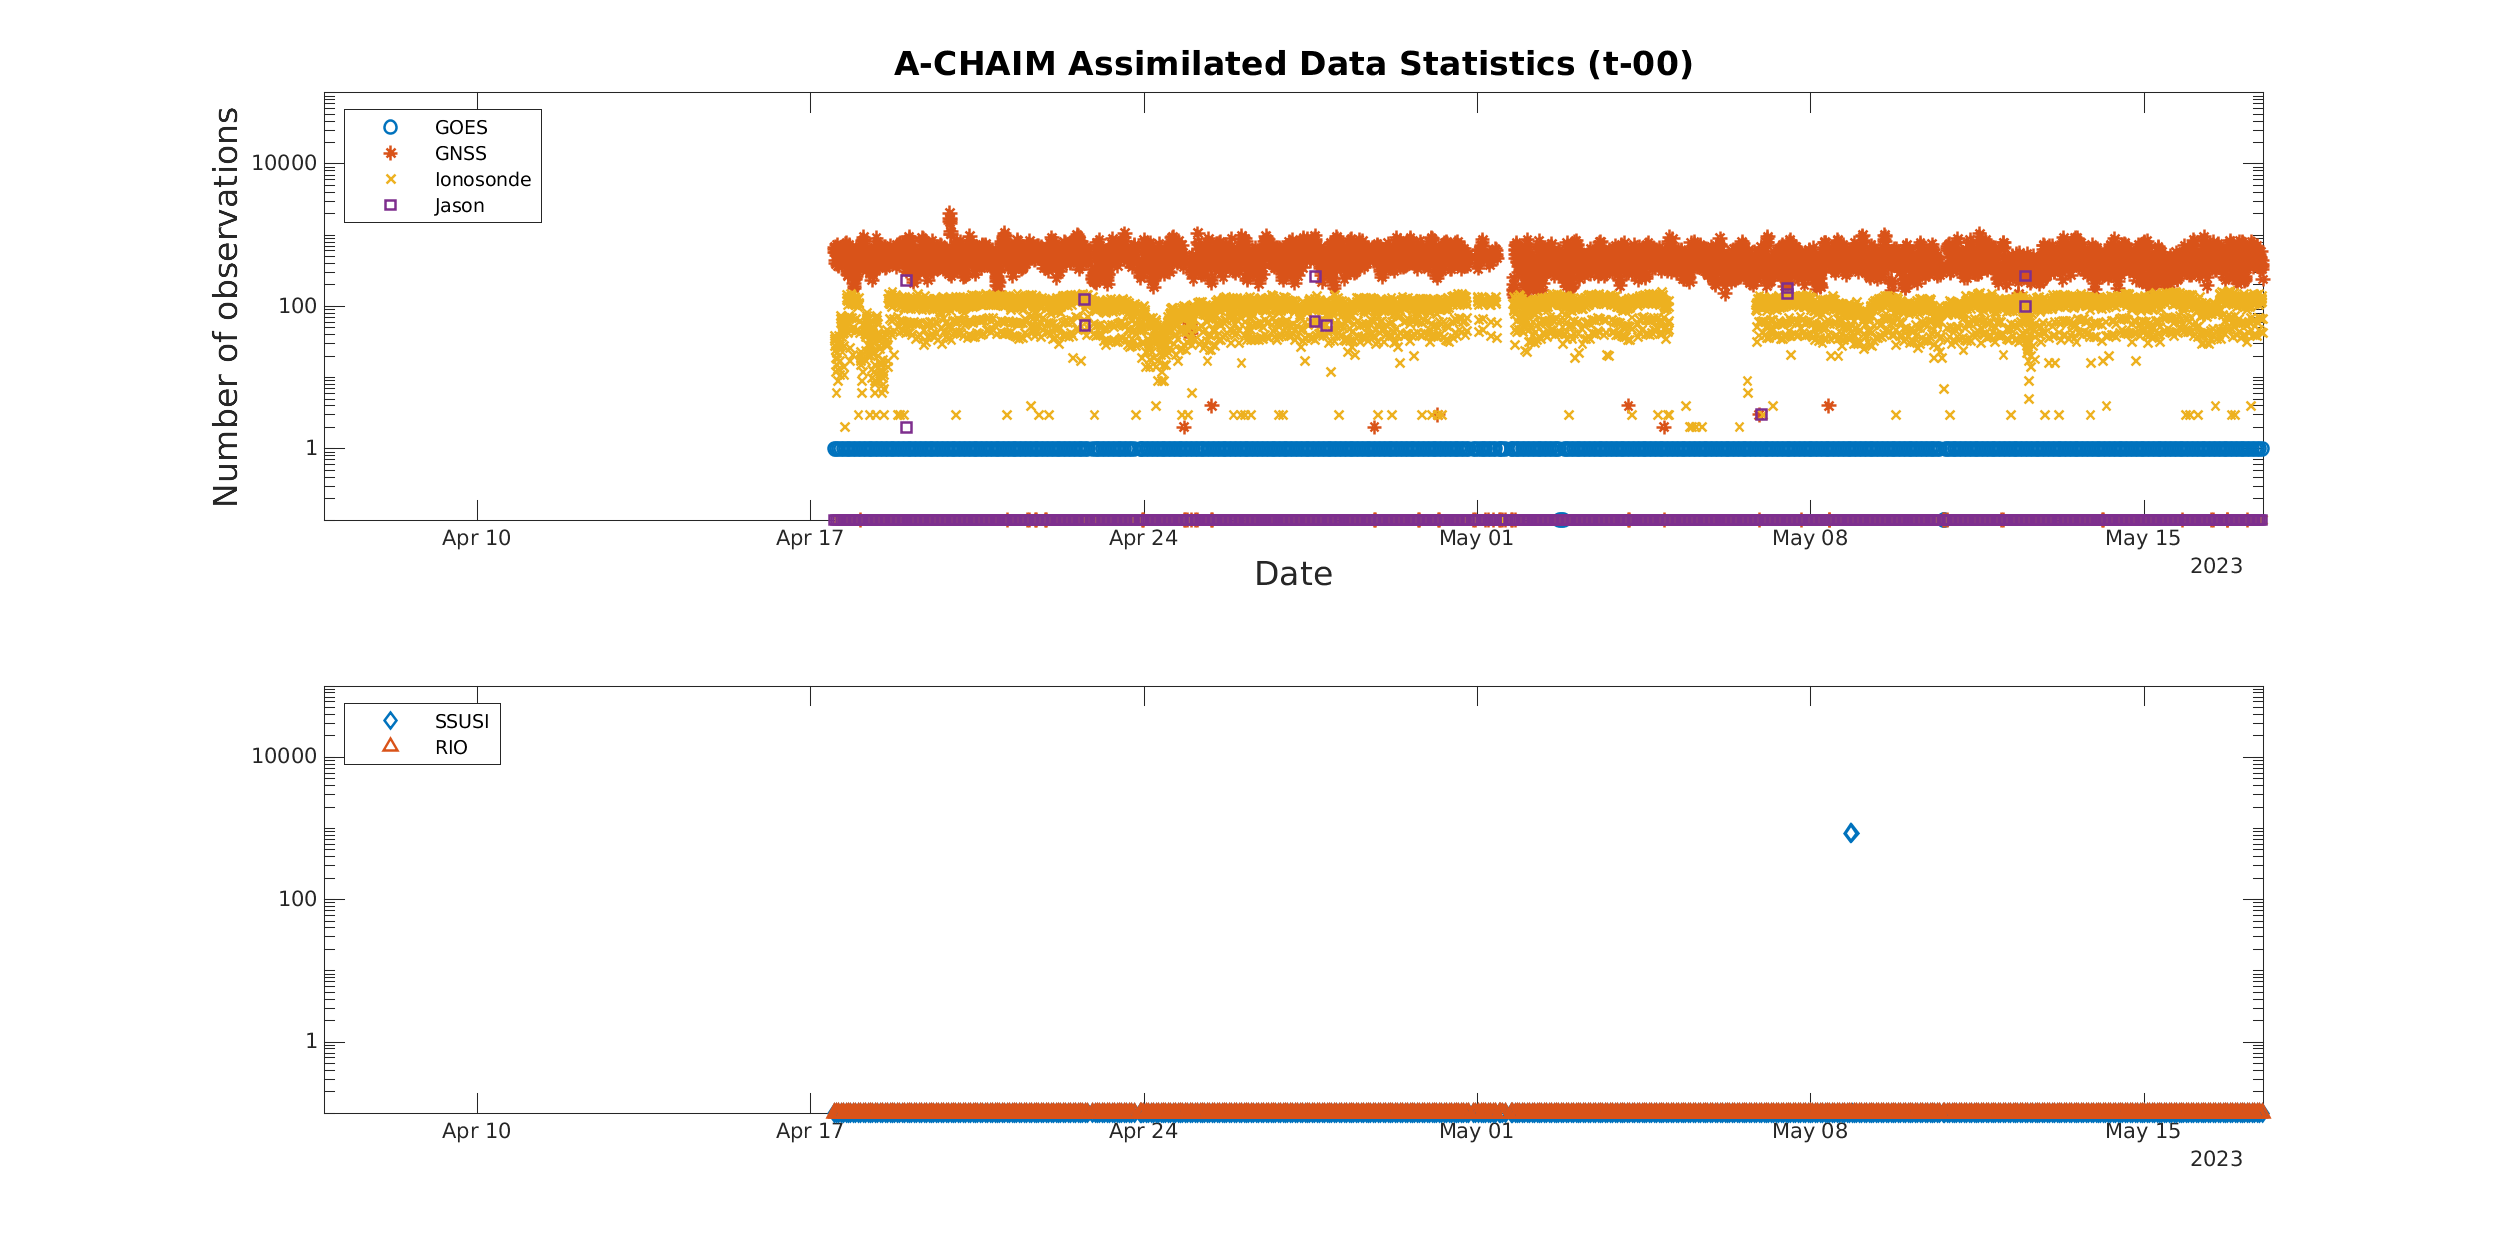 A-CHAIM Assimilated Data Statistics (t-00)
Number of observations
10000
100
1
GOES
GNSS
Ionosonde
Jason
Apr 10
Apr 17
Apr 24
May 01
May 08
May 15
2023
Date
10000
100
1
SSUSI
RIO
Apr 10
Apr 17
Apr 24
May 01
May 08
May 15
2023